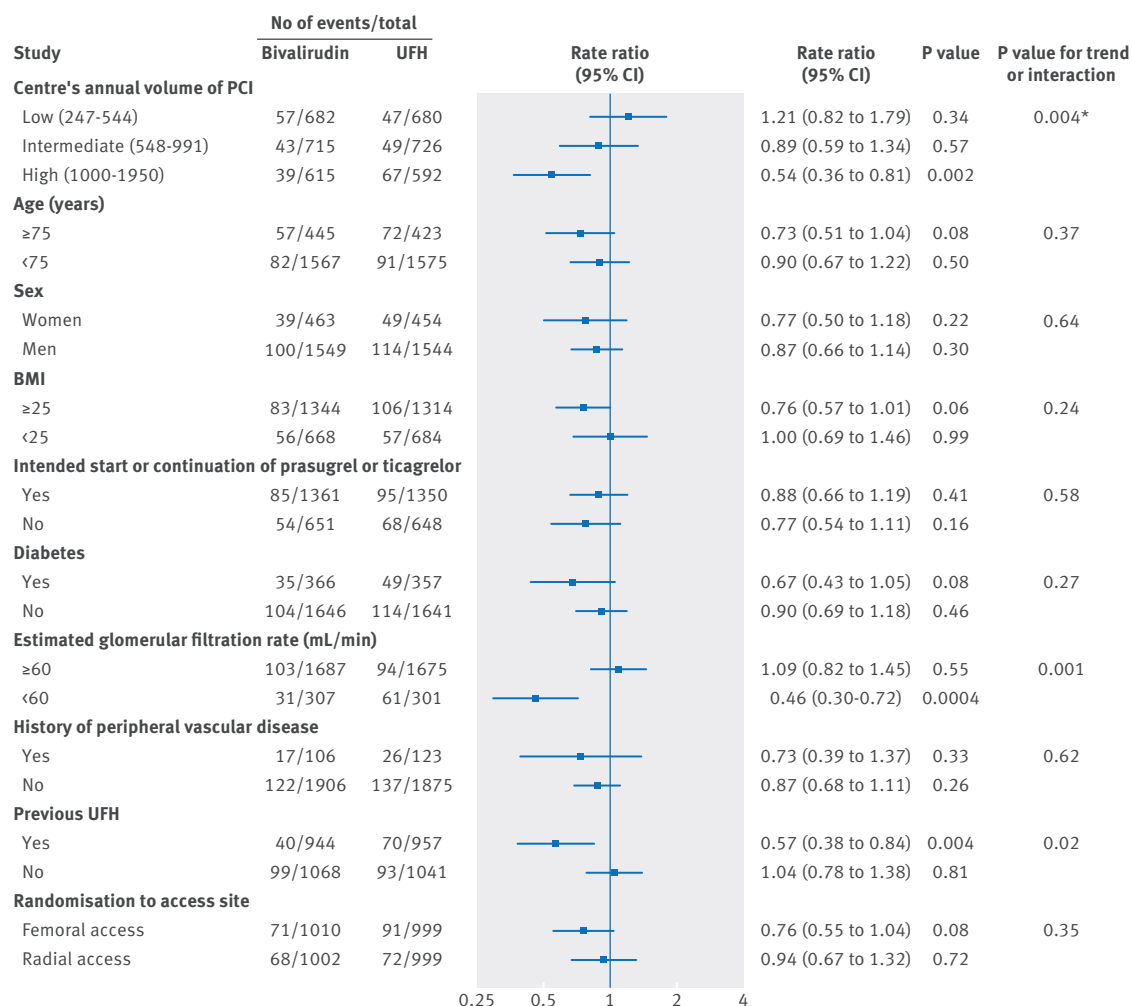 No of events/total
Study Bivalirudin UFH Rate ratio (95% CI) Rate ratio (95% CI) P value P value for trend or interaction
Centre's annual volume of PCI
Low (247-544) 57/682 47/680 1.21 (0.82 to 1.79) 0.34 0.004*
Intermediate (548-991) 43/715 49/726 0.89 (0.59 to 1.34) 0.57
High (1000-1950) 39/615 67/592 0.54 (0.36 to 0.81) 0.002
Age (years)
≥75 57/445 72/423 0.73 (0.51 to 1.04) 0.08 0.37
<75 82/1567 91/1575 0.90 (0.67 to 1.22) 0.50
Sex
Women 39/463 49/454 0.77 (0.50 to 1.18) 0.22 0.64
Men 100/1549 114/1544 0.87 (0.66 to 1.14) 0.30
BMI
≥25 83/1344 106/1314 0.76 (0.57 to 1.01) 0.06 0.24
<25 56/668 57/684 1.00 (0.69 to 1.46) 0.99
Intended start or continuation of prasugrel or ticagrelor
Yes 85/1361 95/1350 0.88 (0.66 to 1.19) 0.41 0.58
No 54/651 68/648 0.77 (0.54 to 1.11) 0.16
Diabetes
Yes 35/366 49/357 0.67 (0.43 to 1.05) 0.08 0.27
No 104/1646 114/1641 0.90 (0.69 to 1.18) 0.46
Estimated glomerular filtration rate (mL/min)
≥60 103/1687 94/1675 1.09 (0.82 to 1.45) 0.55 0.001
<60 31/307 61/301 0.46 (0.30-0.72) 0.0004
History of peripheral vascular disease
Yes 17/106 26/123 0.73 (0.39 to 1.37) 0.33 0.62
No 122/1906 137/1875 0.87 (0.68 to 1.11) 0.26
Previous UFH
Yes 40/944 70/957 0.57 (0.38 to 0.84) 0.004 0.02
No 99/1068 93/1041 1.04 (0.78 to 1.38) 0.81
Randomisation to access site
Femoral access 71/1010 91/999 0.76 (0.55 to 1.04) 0.08 0.35
Radial access 68/1002 72/999 0.94 (0.67 to 1.32) 0.72
0.25 0.5 1 2 4